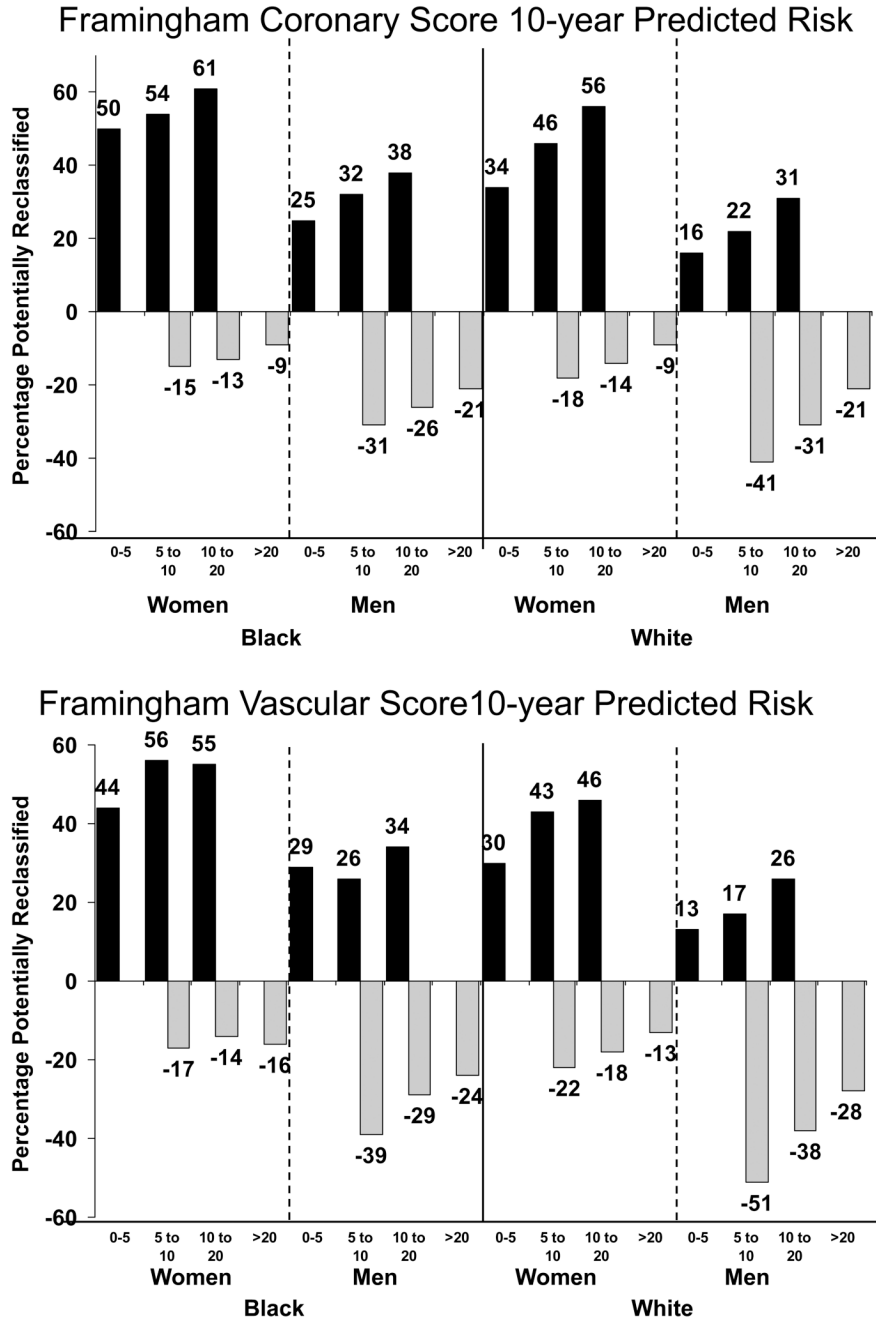 Framingham Coronary Score 10-year Predicted Risk
Percentage Potentially Reclassified
60
40
20
0
-20
-40
-60
50 54 61 25 32 38 34 46 56 16 22 31
-15 -13 -9 -31 -26 -21 -18 -14 -9 -41 -31 -21
0-5 5 to 10 10 to 20 >20 0-5 5 to 10 10 to 20 >20 0-5 5 to 10 10 to 20 >20 0-5 5 to 10 10 to 20 >20
Women Men Women Men
Black White
Framingham Vascular Score10-year Predicted Risk
Percentage Potentially Reclassified
60
40
20
0
-20
-40
-60
44 56 55 29 26 34 30 43 46 13 17 26
-17 -14 -16 -39 -29 -24 -22 -18 -13 -51 -38 -28
0-5 5 to 10 10 to 20 >20 0-5 5 to 10 10 to 20 >20 0-5 5 to 10 10 to 20 >20 0-5 5 to 10 10 to 20 >20
Women Men Women Men
Black White